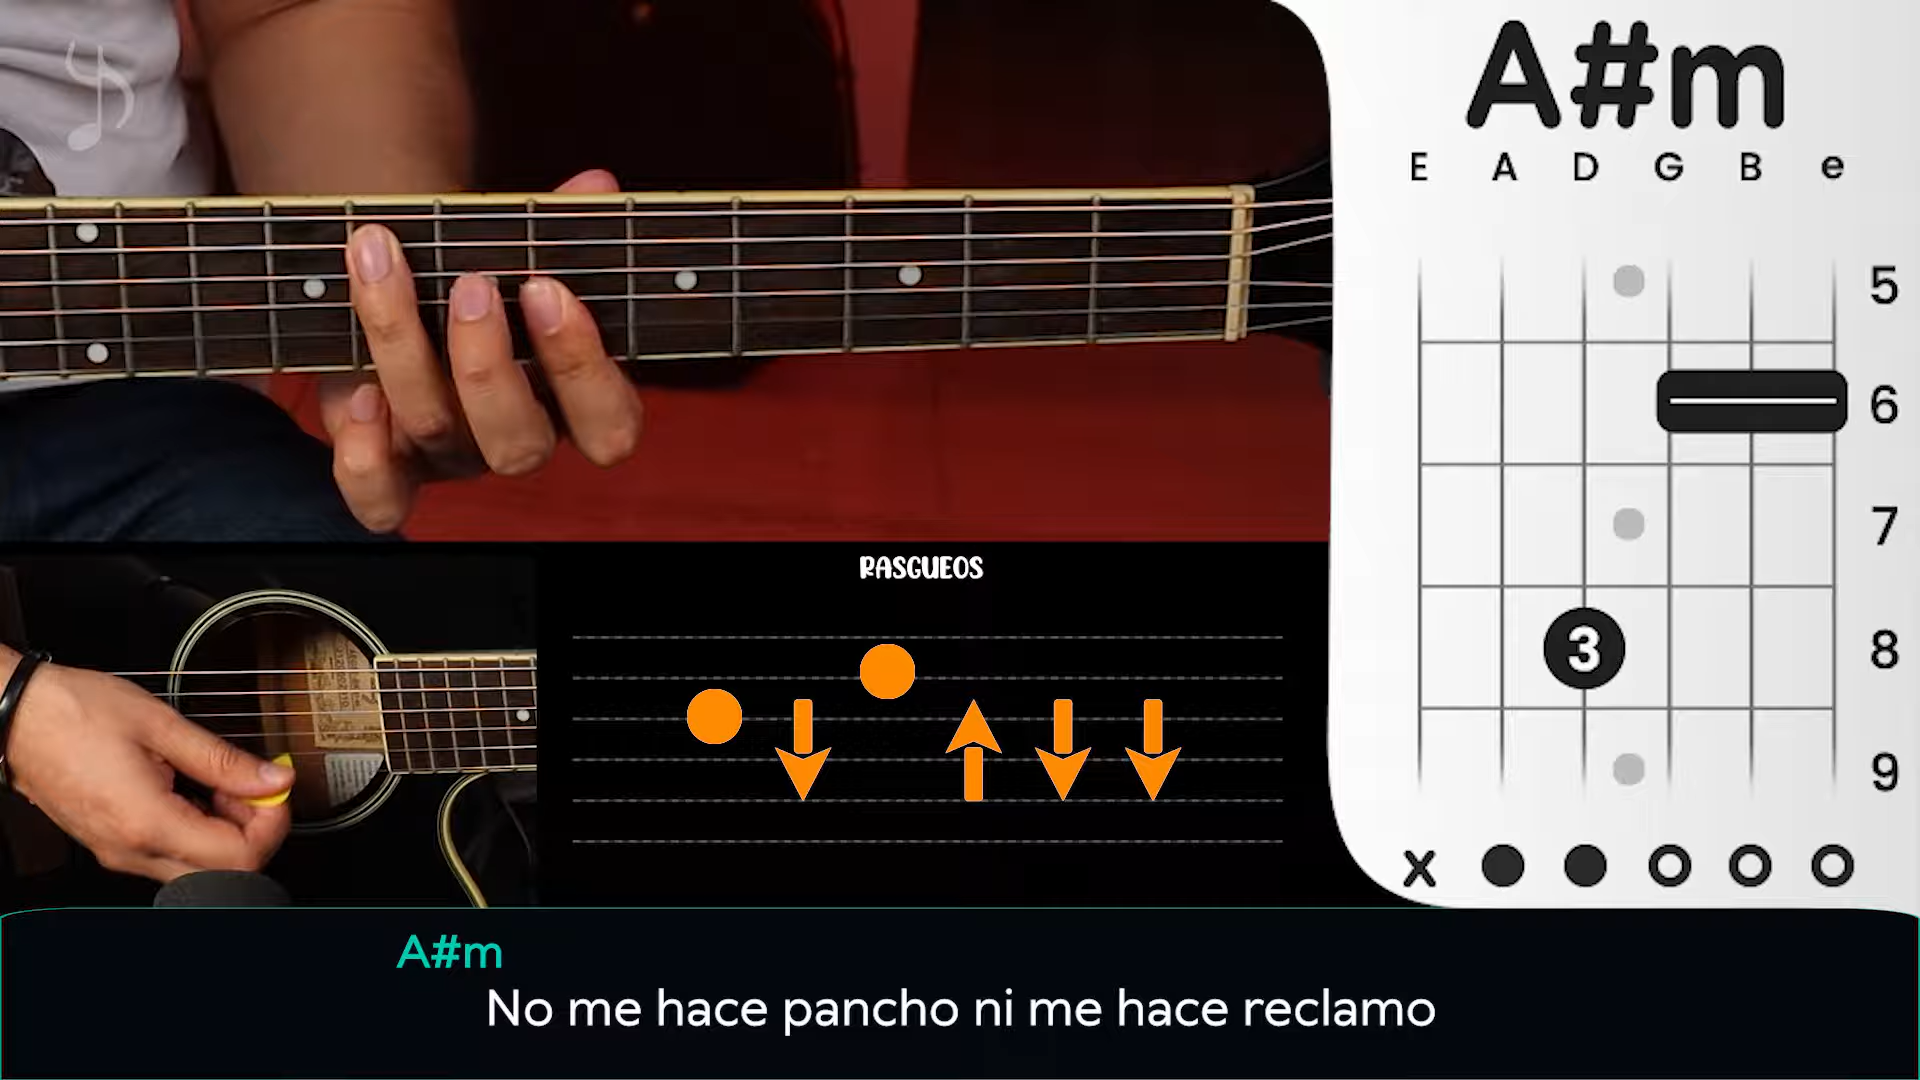 A#m
E A D G B e
5
6
7
3 8
9
x
RASGUEOS
A#m
No me hace pancho ni me hace reclamo